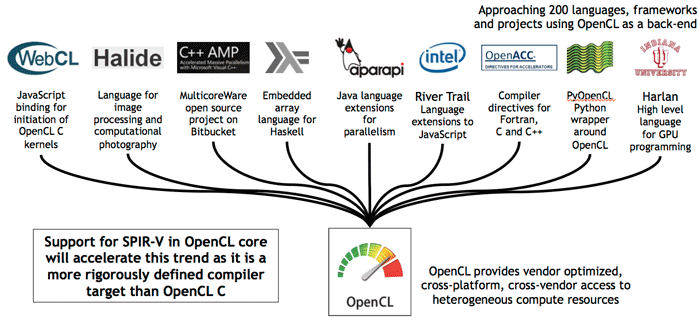 Approaching 200 languages, frameworks
and projects using OpenCL as a back-end
WebCL
Halide
C++ AMP
Accelerated Massive Parallelism
with Microsoft Visual C++
aparapi
intel
OpenACC.
DIRECTIVES FOR ACCELERATORS
INDIANA
UNIVERSITY
JavaScript
binding for
initiation of
OpenCL C
kernels
Language for
image
processing and
computational
photography
MulticoreWare
open source
project on
Bitbucket
Embedded
array
language for
Haskell
Java language
extensions
for
parallelism
River Trail
Language
extensions to
JavaScript
Compiler
directives for
Fortran,
C and C++
PyOpenCL
Python
wrapper
around
OpenCL
Harlan
High level
language
for GPU
programming
Support for SPIR-V in OpenCL core
will accelerate this trend as it is a
more rigorously defined compiler
target than OpenCL C
OpenCL
OpenCL provides vendor optimized,
cross-platform, cross-vendor access to
heterogeneous compute resources